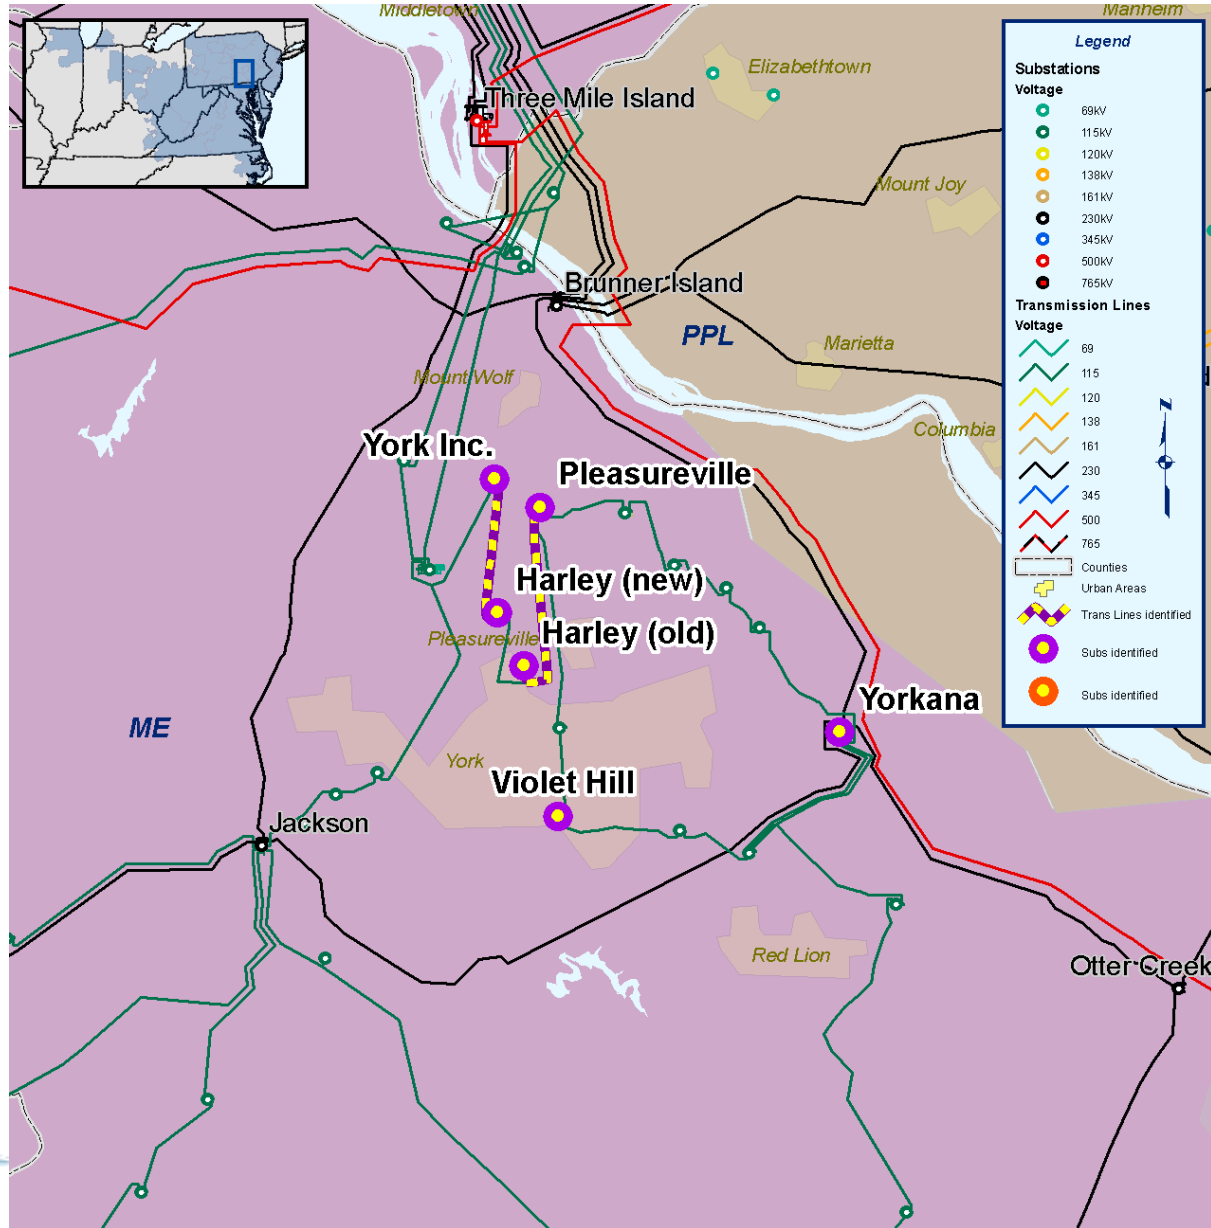 Middletown
Manheim
Elizabethtown
Three Mile Island
Mount Joy
Brunner Island
PPL
Marietta
Mount Wolf
Columbia
York Inc.
Pleasureville
Harley (new)
Pleasureville
Harley (old)
Yorkana
ME
York
Violet Hill
Jackson
Red Lion
Otter Creek
Legend
Substations
Voltage
69kV
115kV
120kV
138kV
161kV
230kV
345kV
500kV
765kV
Transmission Lines
Voltage
69
115
120
138
161
230
345
500
765
Counties
Urban Areas
Trans Lines identified
Subs identified
Subs identified
N